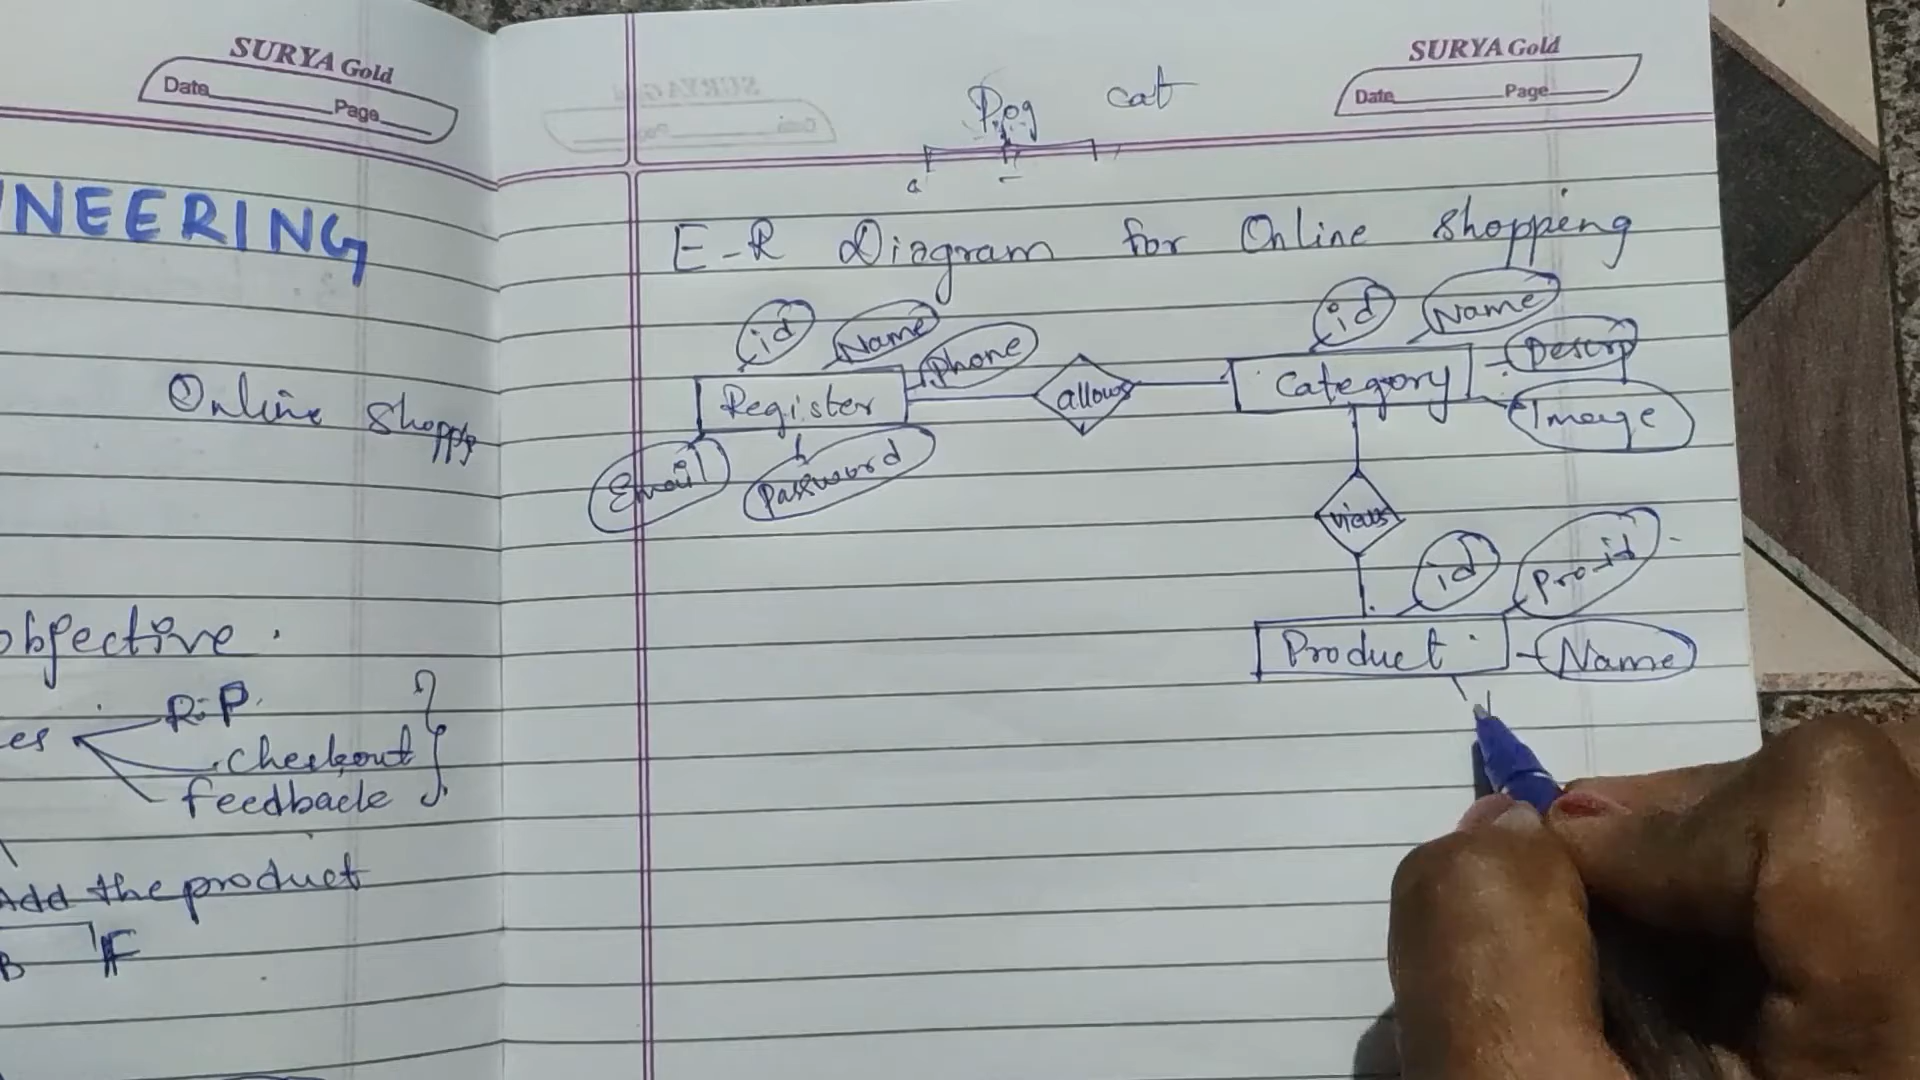 SURYA Gold
Date Page
NEERING
Online Shopp
objective.
es
R.P.
checkout
feedback
Add the product
B F
SURYA Gold
Date Page
Dog cat
a
E-R Diagram for Online Shopping
id Name Phone
Register
Email Password
allows
id Name
Category
Descrp
Image
views
id Pro-id
Product
Name